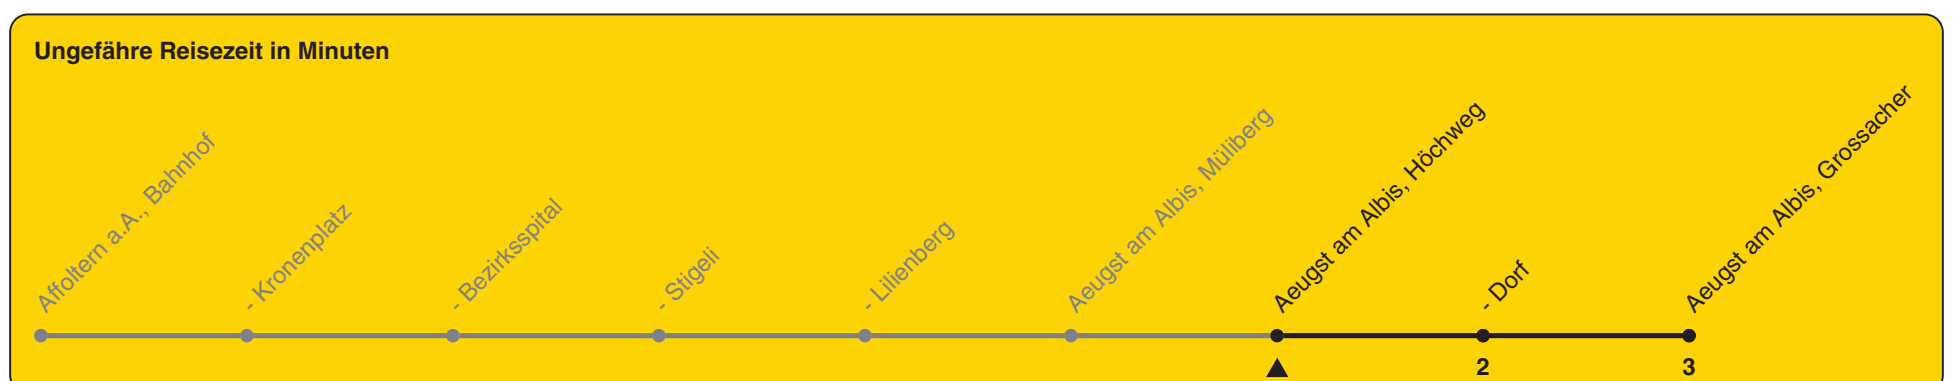 Ungefähre Reisezeit in Minuten
Affoltern a.A., Bahnhof
- Kronenplatz
- Bezirksspital
- Stigeli
- Lilienberg
Aeugst am Albis, Müliberg
Aeugst am Albis, Höchweg
- Dorf
Aeugst am Albis, Grossacher
2
3